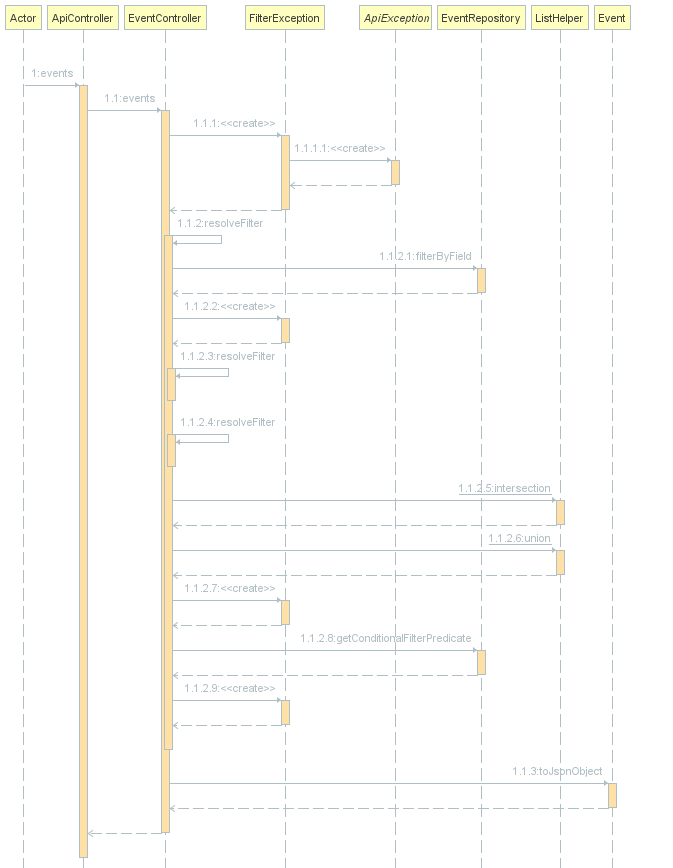 Actor ApiController EventController FilterException ApiException EventRepository ListHelper Event
1:events
1.1:events
1.1.1:<<create>>
1.1.1.1:<<create>>
1.1.2:resolveFilter
1.1.2.1:filterByField
1.1.2.2:<<create>>
1.1.2.3:resolveFilter
1.1.2.4:resolveFilter
1.1.2.5:intersection
1.1.2.6:union
1.1.2.7:<<create>>
1.1.2.8:getConditionalFilterPredicate
1.1.2.9:<<create>>
1.1.3:toJsonObject